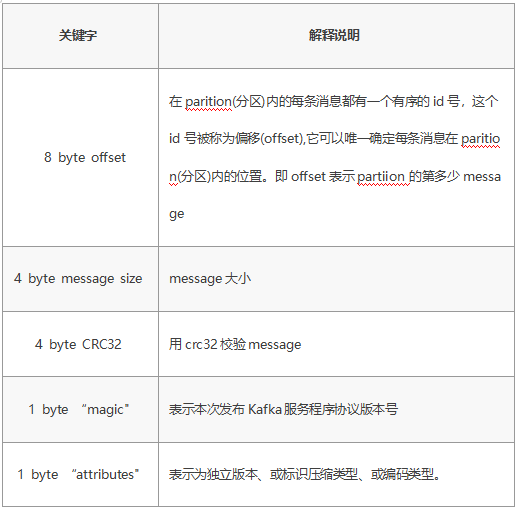 关键字 解释说明
8 byte offset
在 parition(分区)内的每条消息都有一个有序的 id 号，这个
id 号被称为偏移(offset),它可以唯一确定每条消息在 paritio
n(分区)内的位置。即 offset 表示 partiion 的第多少 messa
ge
4 byte message size message 大小
4 byte CRC32 用 crc32 校验 message
1 byte “magic" 表示本次发布 Kafka 服务程序协议版本号
1 byte “attributes" 表示为独立版本、或标识压缩类型、或编码类型。